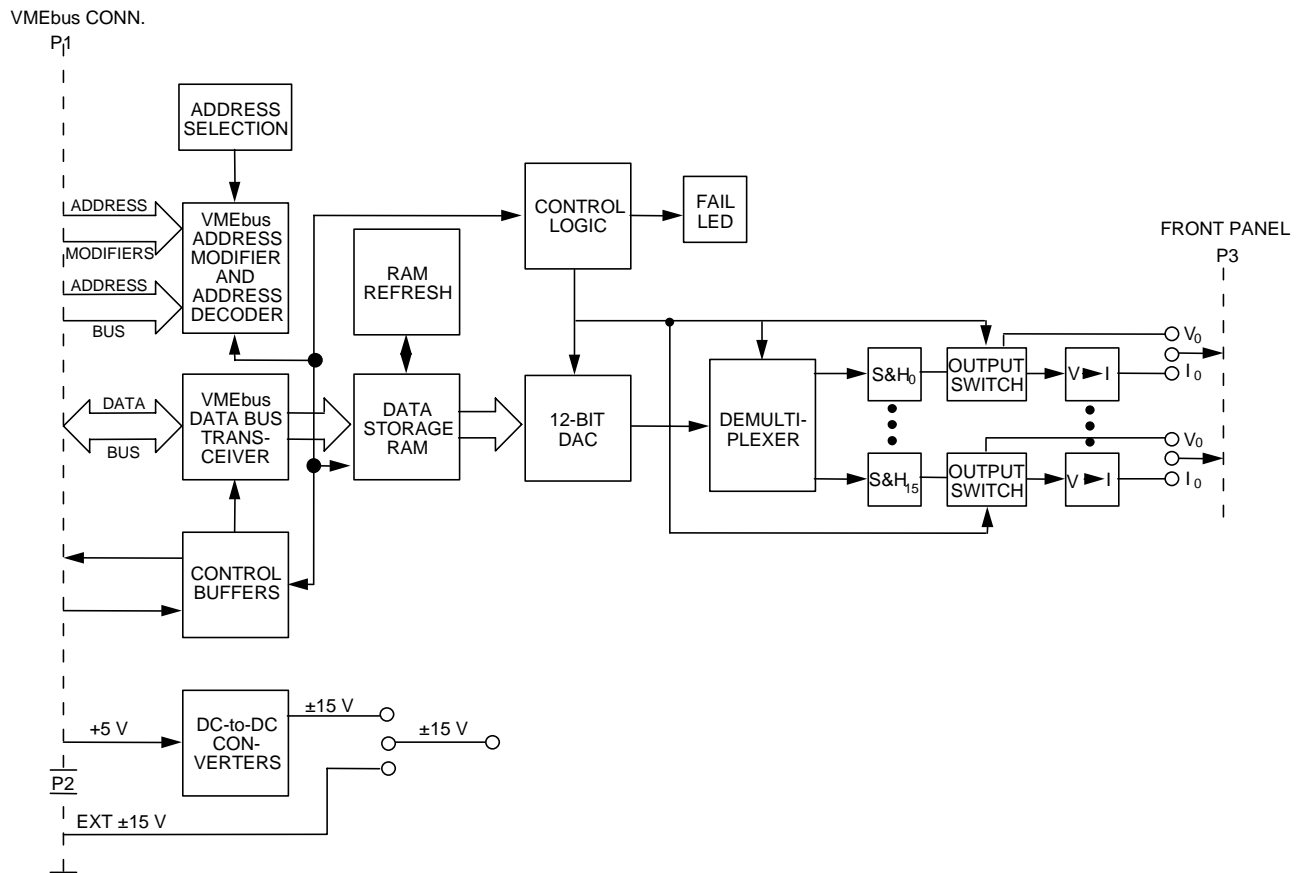 VMEbus CONN.
P1
ADDRESS
SELECTION
ADDRESS
MODIFIERS
ADDRESS
BUS
VMEbus
ADDRESS
MODIFIER
AND
ADDRESS
DECODER
CONTROL
LOGIC
FAIL
LED
FRONT PANEL
P3
RAM
REFRESH
DATA
BUS
VMEbus
DATA BUS
TRANS-
CEIVER
DATA
STORAGE
RAM
12-BIT
DAC
DEMULTI-
PLEXER
S&H0
OUTPUT
SWITCH
V I
V0
I0
S&H15
OUTPUT
SWITCH
V I
V0
I0
CONTROL
BUFFERS
+5 V
DC-to-DC
CON-
VERTERS
±15 V
±15 V
P2
EXT ±15 V